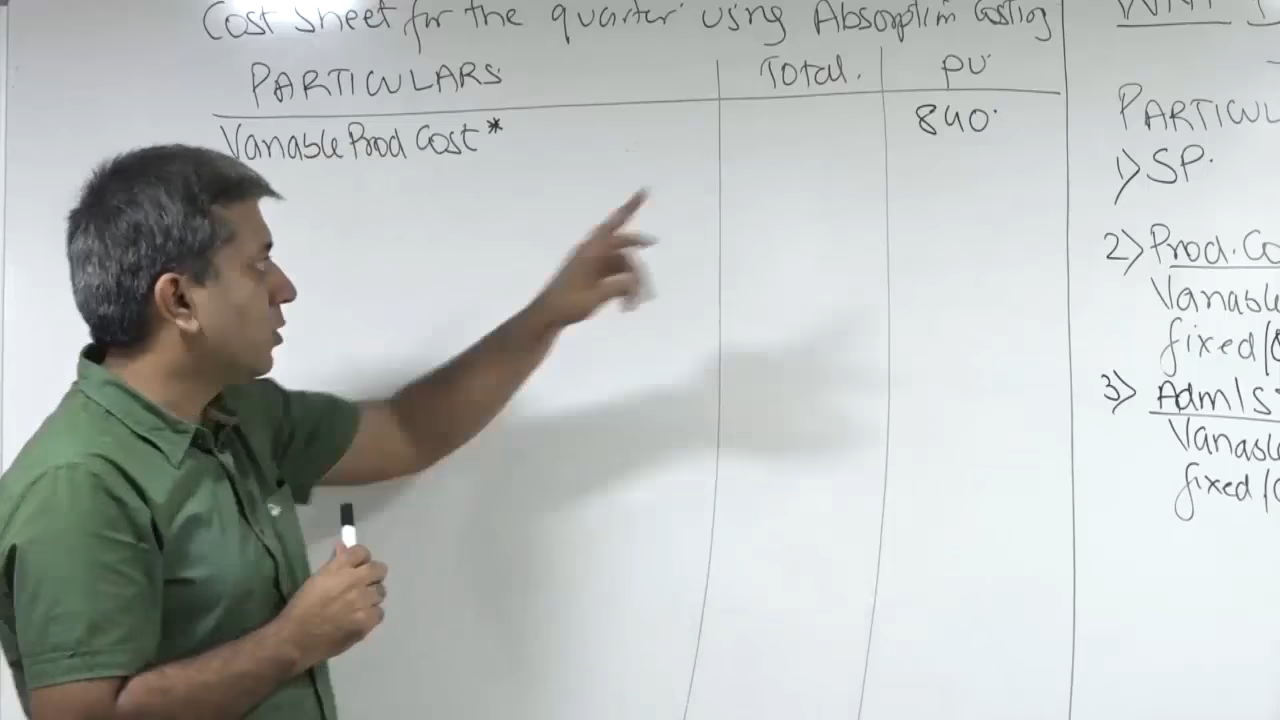 Cost sheet for the quarter using Absorption Costing
PARTICULARS Total. PU
Variable Prod Cost* 840
PARTICUL
1) SP.
2) Prod. Co
Variable
fixed/
3) Adm/S
Variable
fixed/